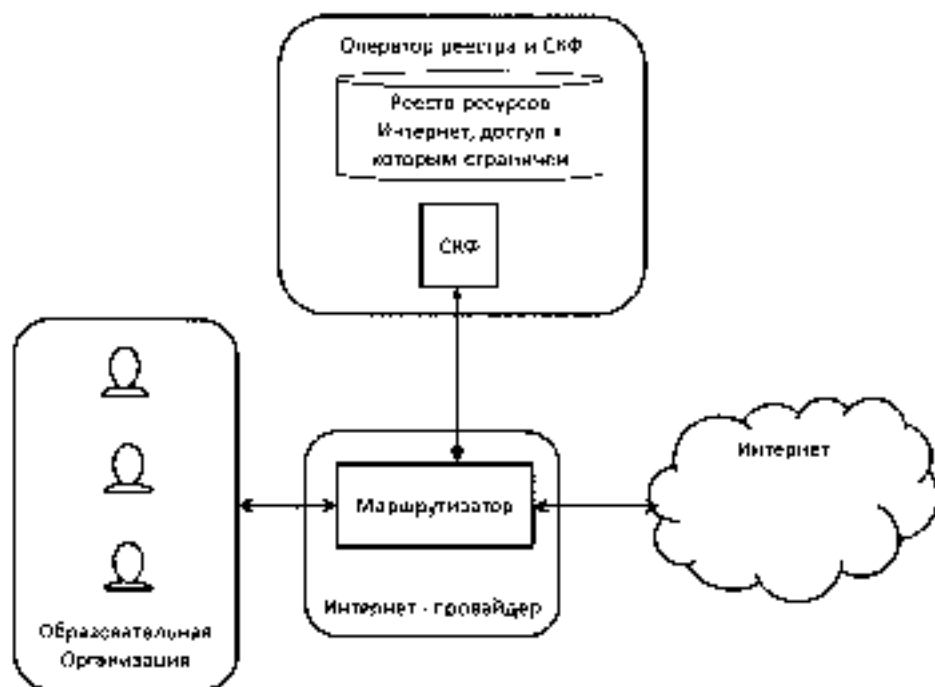 Оператор реестра и СКФ
Реестр ресурсов
Интернет, доступ к
которым ограничен
СКФ
Интернет
Маршрутизатор
Интернет - провайдер
Образовательная
Организация